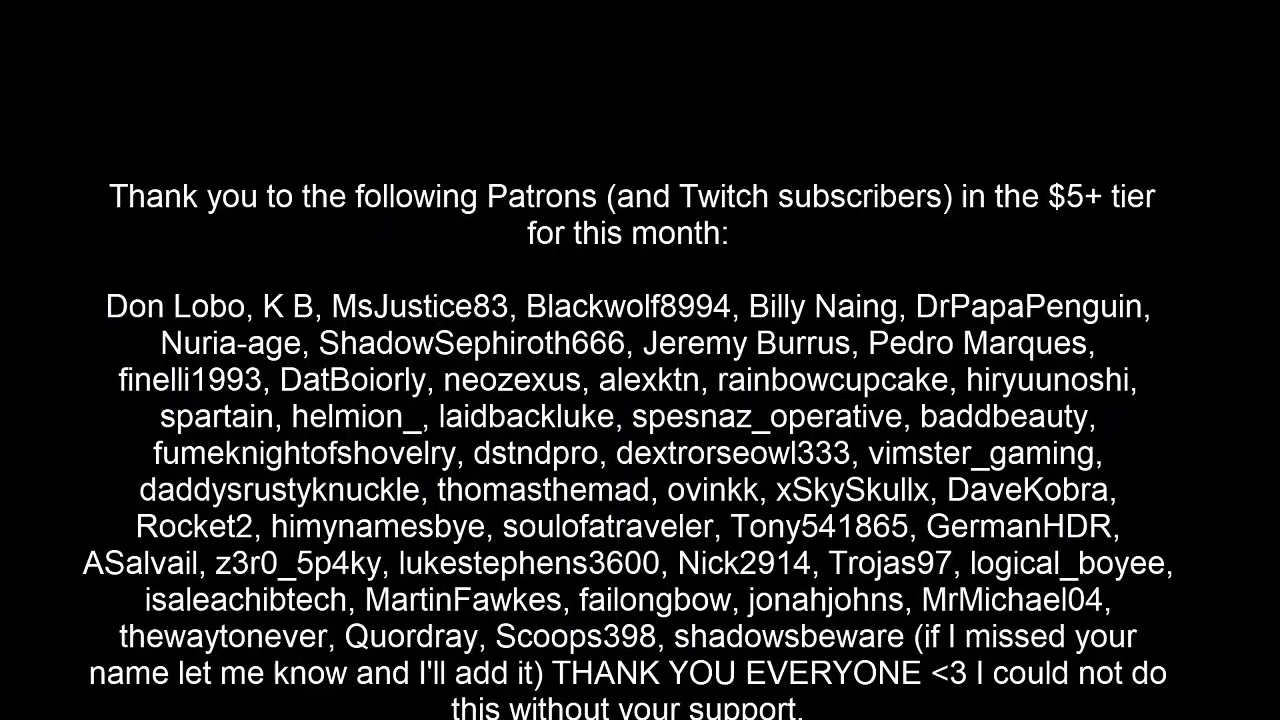 Thank you to the following Patrons (and Twitch subscribers) in the $5+ tier
for this month:
Don Lobo, K B, MsJustice83, Blackwolf8994, Billy Naing, DrPapaPenguin,
Nuria-age, ShadowSephiroth666, Jeremy Burrus, Pedro Marques,
finelli1993, DatBoiorly, neozexus, alexktn, rainbowcupcake, hiryuunoshi,
spartain, helmion_, laidbackluke, spesnaz_operative, baddbeauty,
fumeknightofshovelry, dstndpro, dextrorseowl333, vimster_gaming,
daddysrustyknuckle, thomasthemad, ovinkk, xSkySkullx, DaveKobra,
Rocket2, himynamesbye, soulofatraveler, Tony541865, GermanHDR,
ASalvail, z3r0_5p4ky, lukestephens3600, Nick2914, Trojas97, logical_boyee,
isaleachibtech, MartinFawkes, failongbow, jonahjohns, MrMichael04,
thewaytonever, Quordray, Scoops398, shadowsbeware (if I missed your
name let me know and I'll add it) THANK YOU EVERYONE <3 I could not do
this without your support.